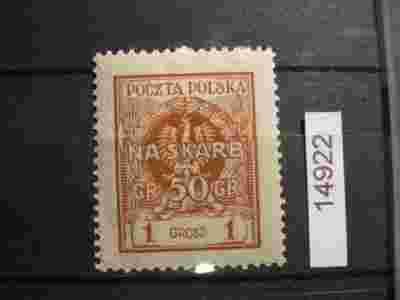 POCZTA POLSKA
NA SKARB
GR 50 GR
1 GROSZ 1
14922